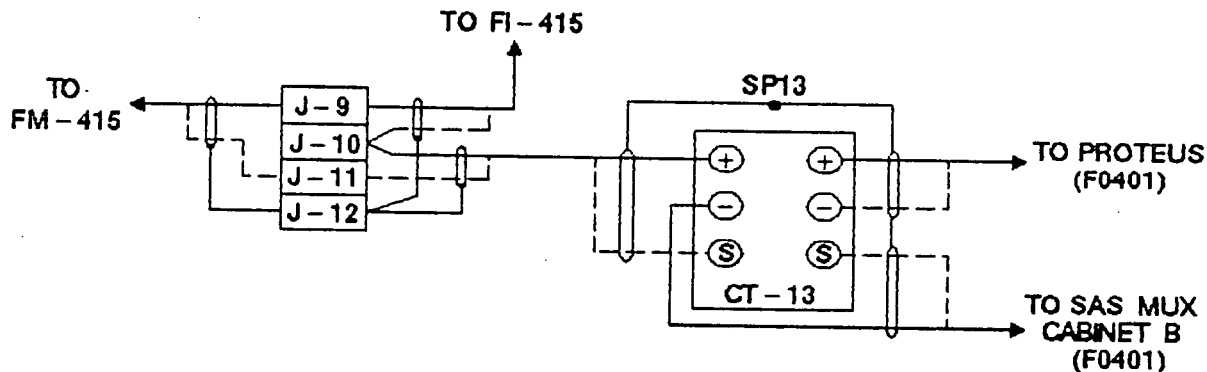 TO FI-415
TO
FM-415
J-9
J-10
J-11
J-12
SP13
+
+
-
-
S
S
CT-13
TO PROTEUS
(F0401)
TO SAS MUX
CABINET B
(F0401)